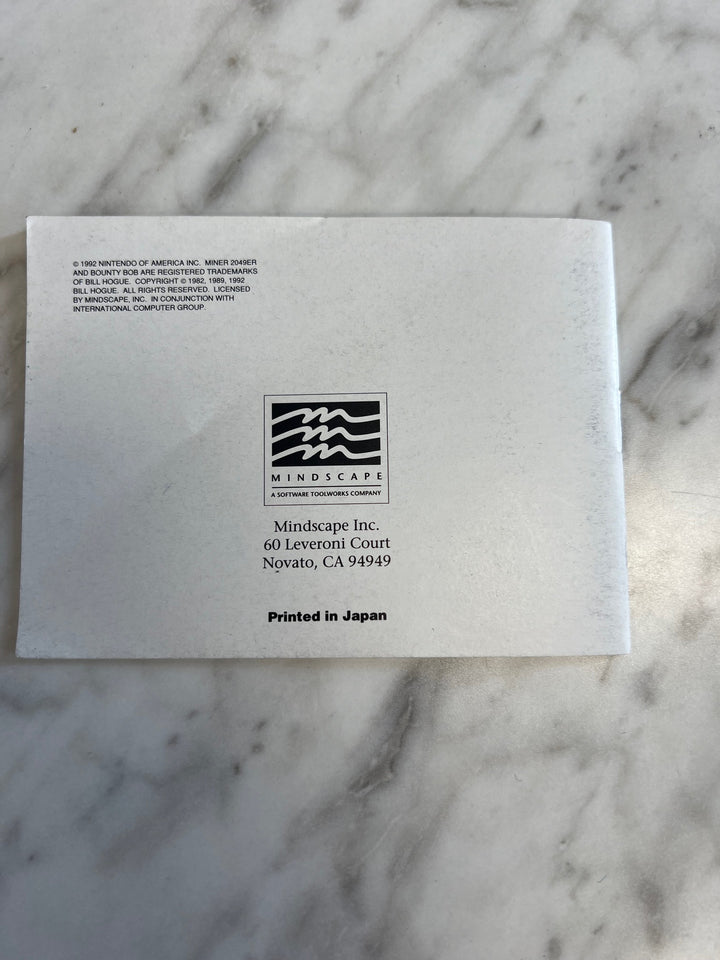 © 1992 NINTENDO OF AMERICA INC. MINER 2049ER
AND BOUNTY BOB ARE REGISTERED TRADEMARKS
OF BILL HOGUE. COPYRIGHT © 1982, 1989, 1992
BILL HOGUE. ALL RIGHTS RESERVED. LICENSED
BY MINDSCAPE, INC. IN CONJUNCTION WITH
INTERNATIONAL COMPUTER GROUP.
m
m
m
MINDSCAPE
A SOFTWARE TOOLWORKS COMPANY
Mindscape Inc.
60 Leveroni Court
Novato, CA 94949
Printed in Japan